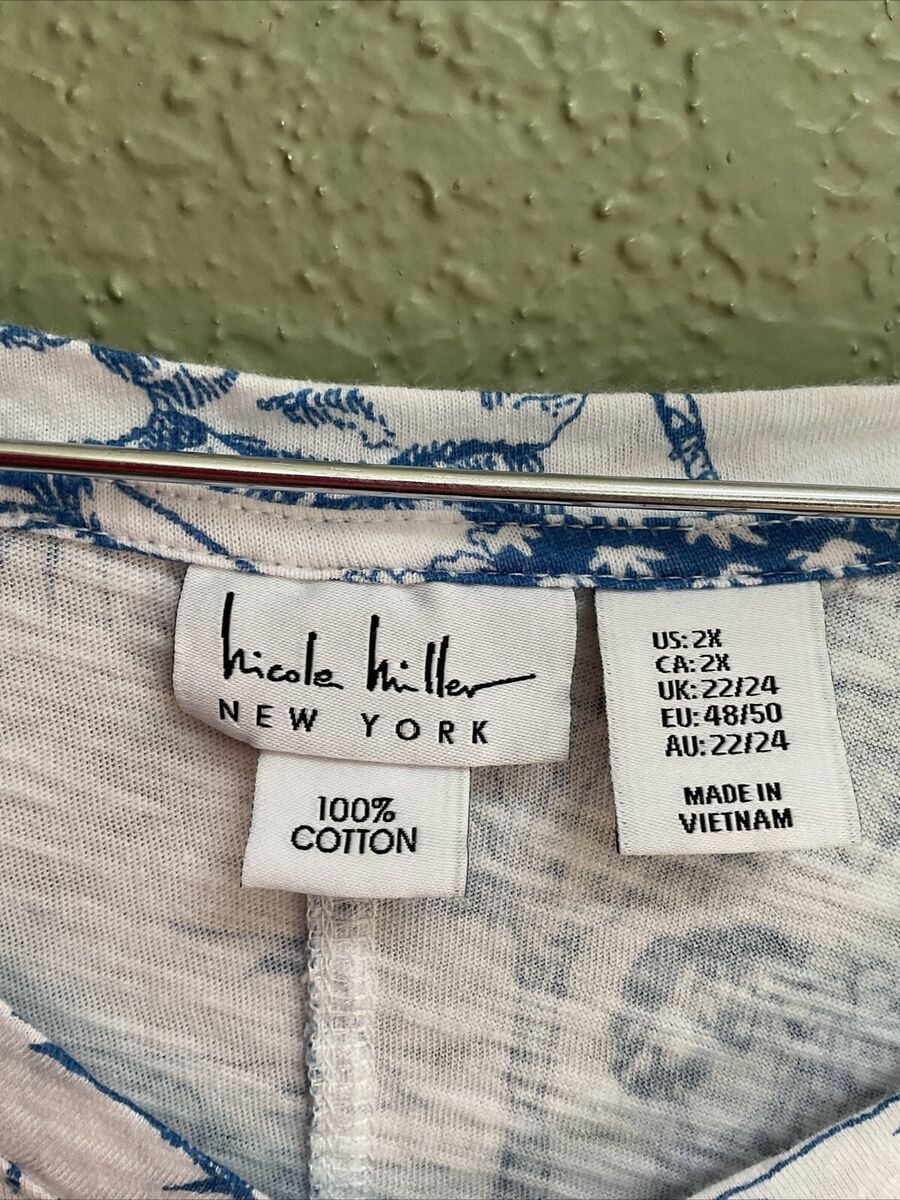 Nicole Miller
NEW YORK
100%
COTTON
US: 2X
CA: 2X
UK: 22/24
EU: 48/50
AU: 22/24
MADE IN
VIETNAM